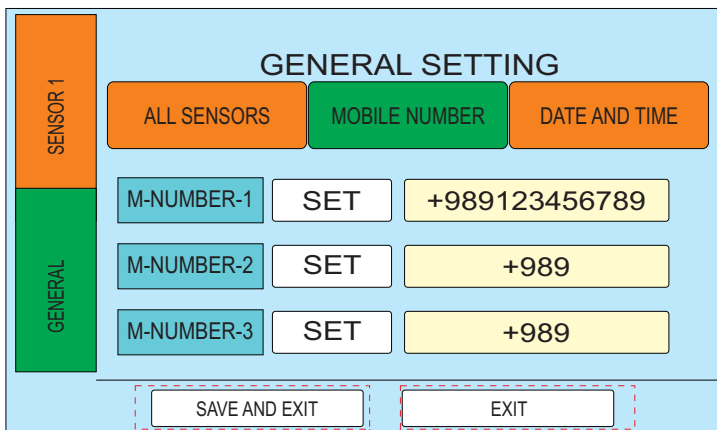 SENSOR 1
GENERAL
GENERAL SETTING
ALL SENSORS MOBILE NUMBER DATE AND TIME
M-NUMBER-1 SET +989123456789
M-NUMBER-2 SET +989
M-NUMBER-3 SET +989
SAVE AND EXIT EXIT